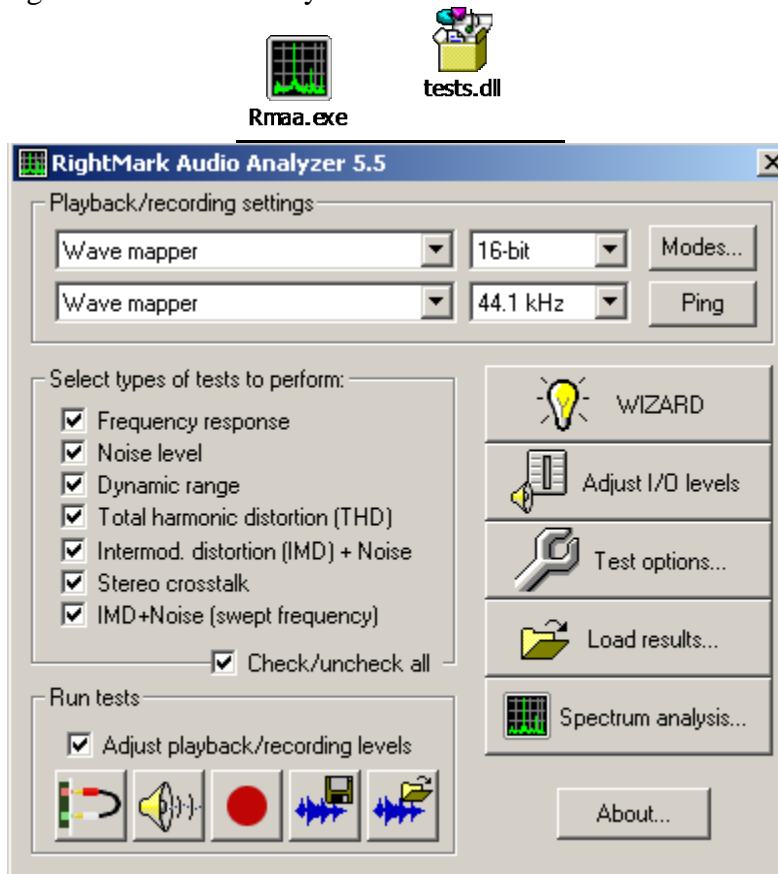 tests.dll
Rmaa.exe
RightMark Audio Analyzer 5.5
Playback/recording settings
Wave mapper 16-bit Modes...
Wave mapper 44.1 kHz Ping
Select types of tests to perform:
Frequency response
Noise level
Dynamic range
Total harmonic distortion (THD)
Intermod. distortion (IMD) + Noise
Stereo crosstalk
IMD+Noise (swept frequency)
Check/uncheck all
WIZARD
Adjust I/O levels
Test options...
Load results...
Spectrum analysis...
Run tests
Adjust playback/recording levels
About...